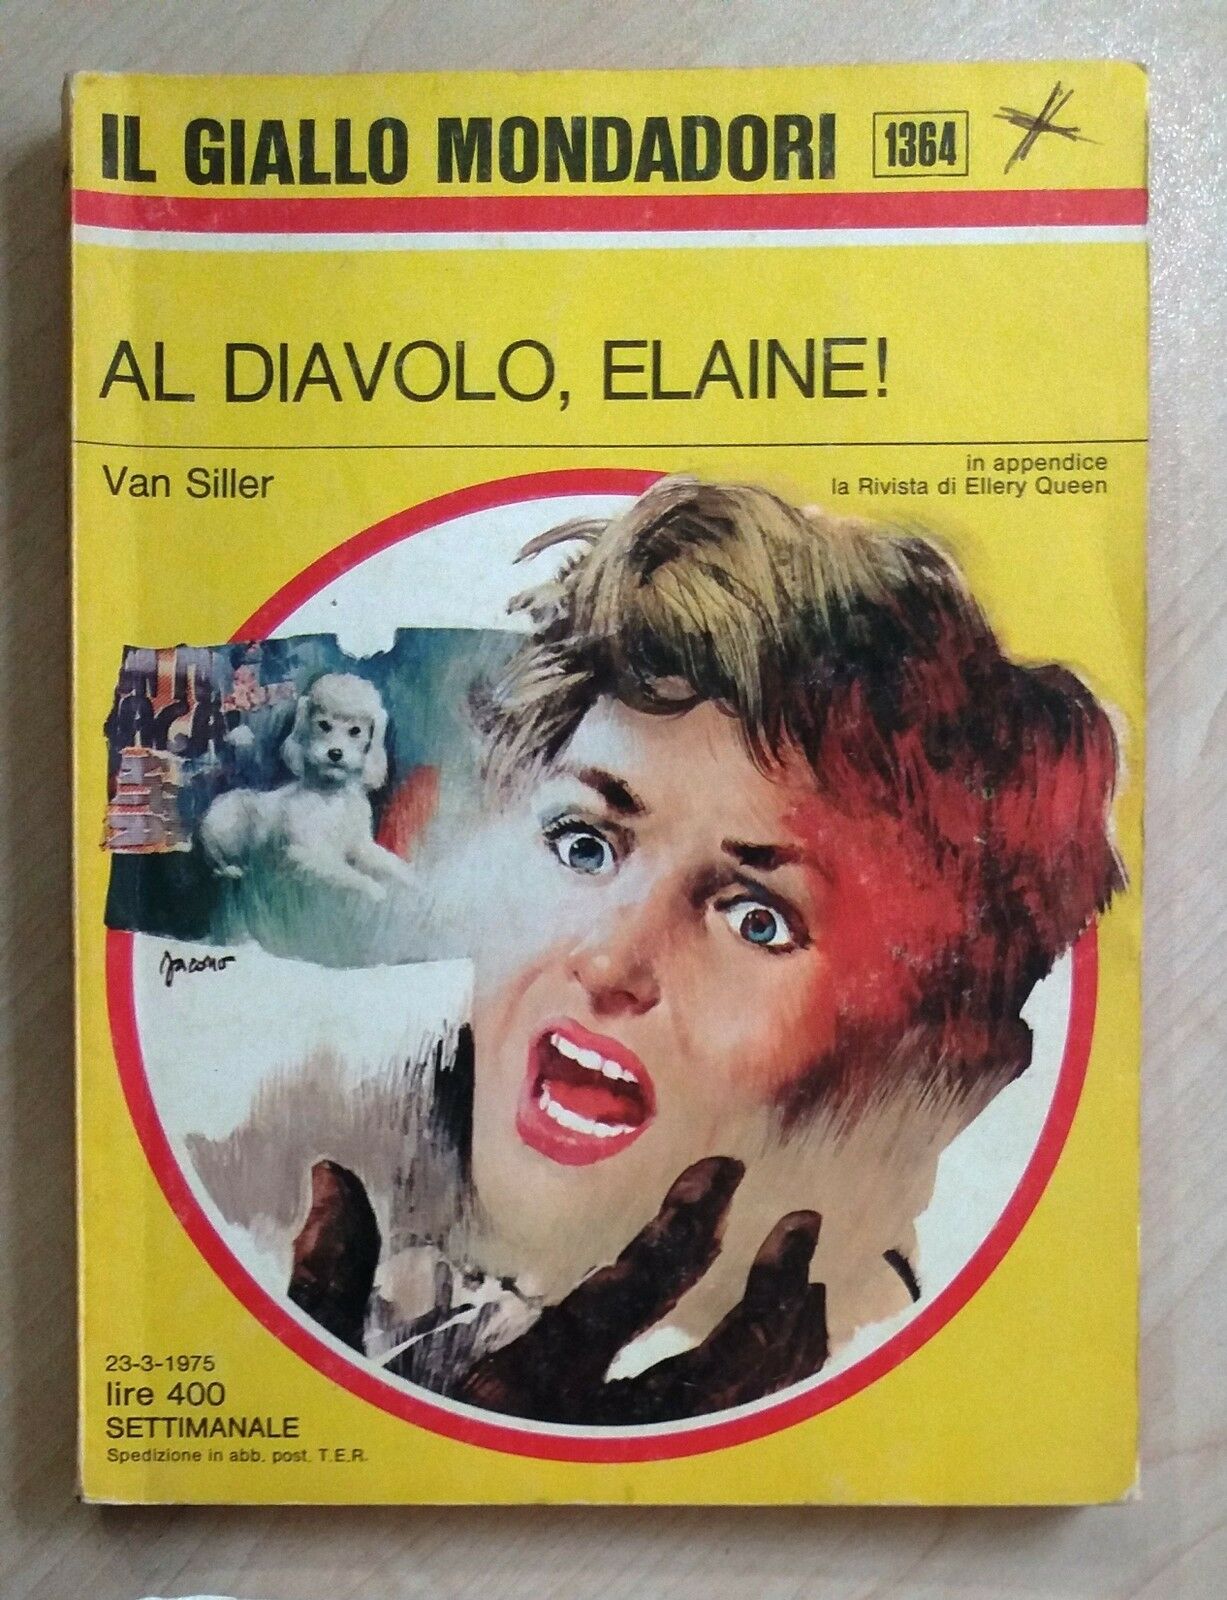 IL GIALLO MONDADORI 1364
AL DIAVOLO, ELAINE!
Van Siller
in appendice
la Rivista di Ellery Queen
Jacono
23-3-1975
lire 400
SETTIMANALE
Spedizione in abb. post. T.E.R.